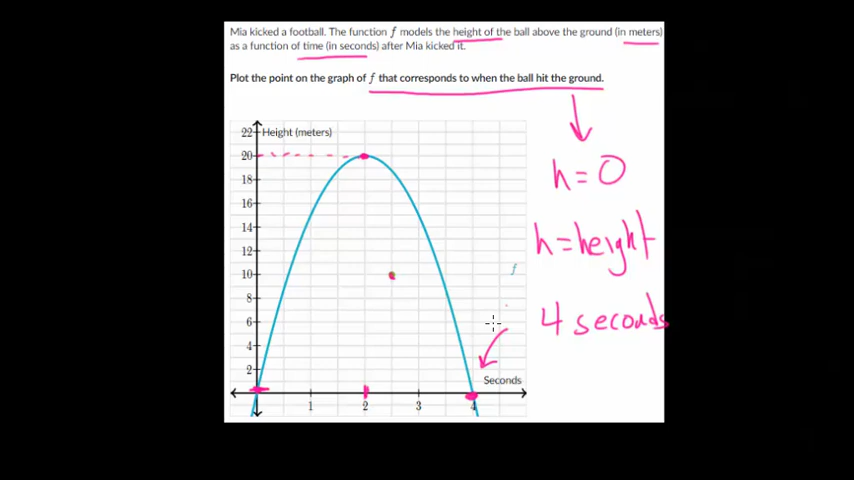 Mia kicked a football. The function f models the height of the ball above the ground (in meters)
as a function of time (in seconds) after Mia kicked it.
Plot the point on the graph of f that corresponds to when the ball hit the ground.
22 Height (meters)
20
18
16
14
12
10
8
6
4
2
h=0
h=height
f
4 seconds
Seconds
1 2 3 4